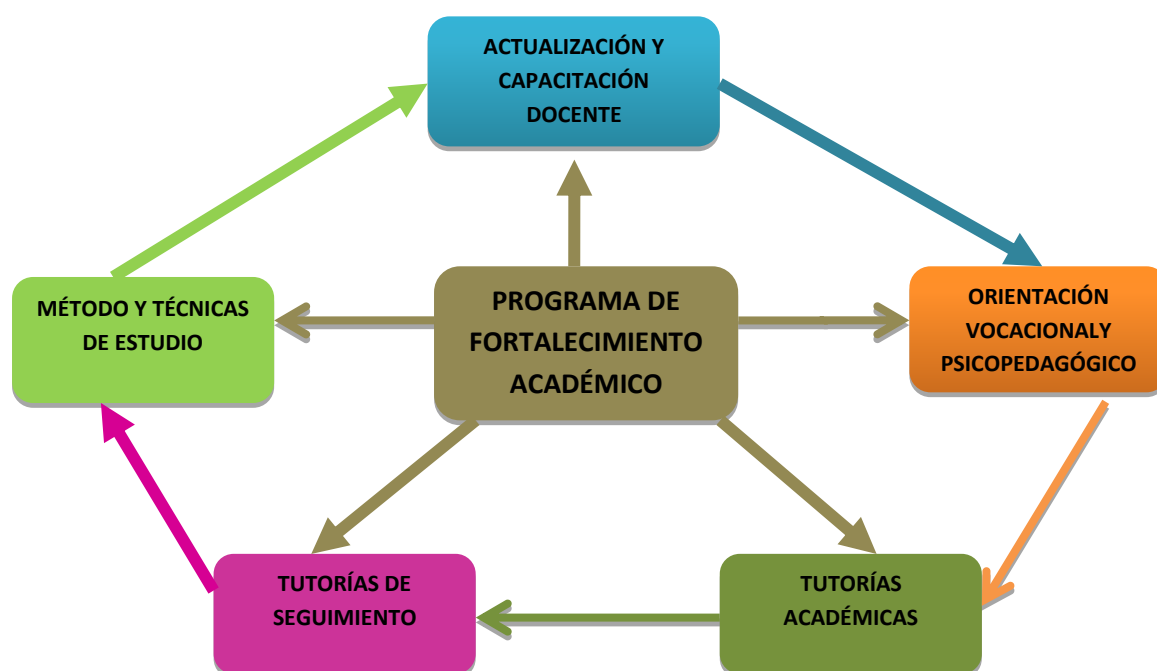 ACTUALIZACIÓN Y
CAPACITACIÓN
DOCENTE
MÉTODO Y TÉCNICAS
DE ESTUDIO
PROGRAMA DE
FORTALECIMIENTO
ACADÉMICO
ORIENTACIÓN
VOCACIONALY
PSICOPEDAGÓGICO
TUTORÍAS DE
SEGUIMIENTO
TUTORÍAS
ACADÉMICAS